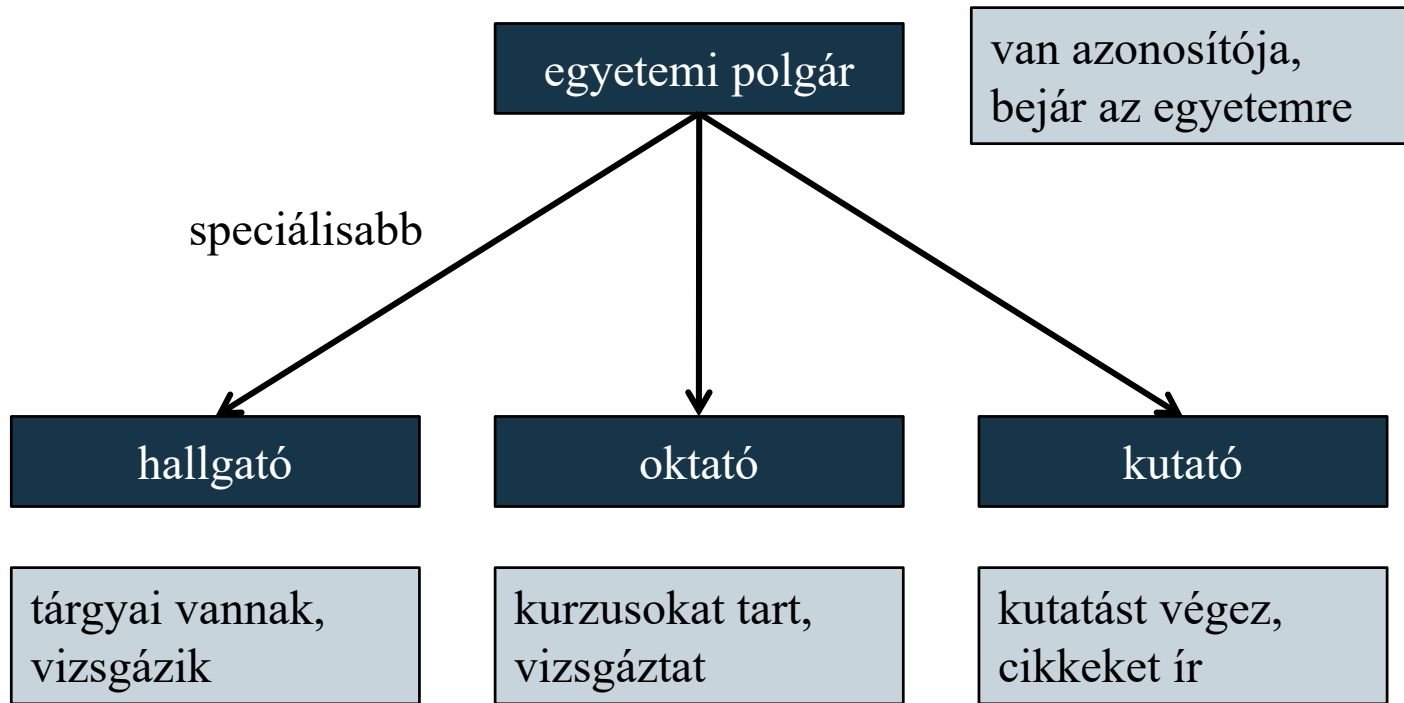 egyetemi polgár
van azonosítója,
bejár az egyetemre
speciálisabb
hallgató
oktató
kutató
tárgyai vannak,
vizsgázik
kurzusokat tart,
vizsgáztat
kutatást végez,
cikkeket ír